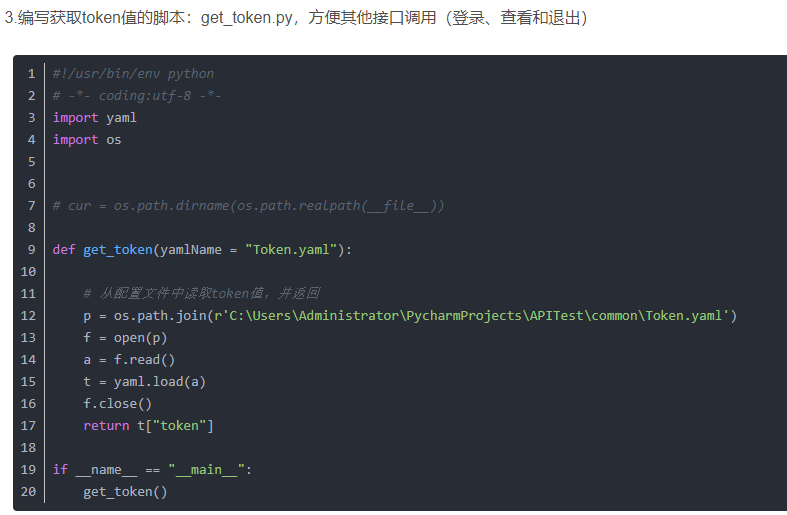 3.编写获取token值的脚本：get_token.py，方便其他接口调用（登录、查看和退出）
1 #!/usr/bin/env python
2 # -*- coding:utf-8 -*-
3 import yaml
4 import os
5
6
7 # cur = os.path.dirname(os.path.realpath(__file__))
8
9 def get_token(yamlName = "Token.yaml"):
10
11     # 从配置文件中读取token值，并返回
12     p = os.path.join(r'C:\Users\Administrator\PycharmProjects\APITest\common\Token.yaml')
13     f = open(p)
14     a = f.read()
15     t = yaml.load(a)
16     f.close()
17     return t["token"]
18
19 if __name__ == "__main__":
20     get_token()